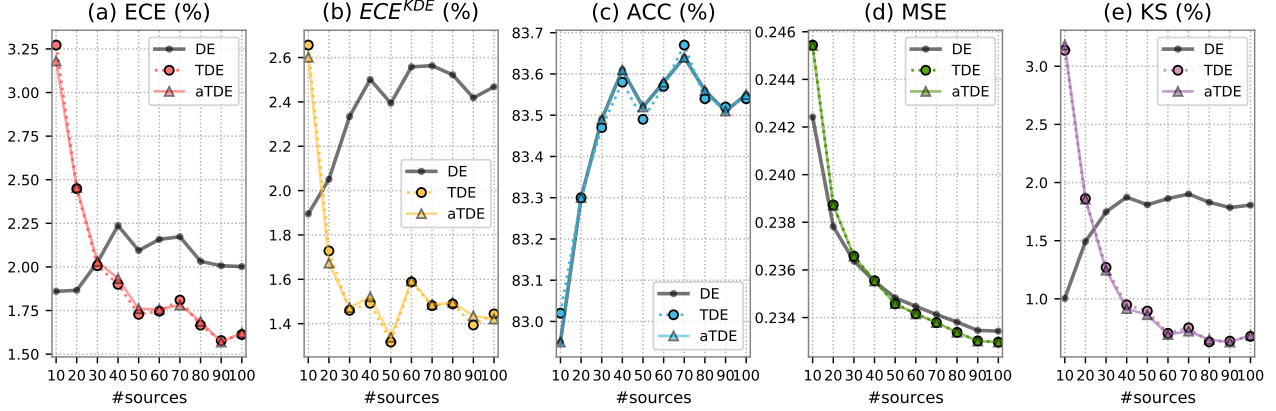 (a) ECE (%)
3.25
3.00
2.75
2.50
2.25
2.00
1.75
1.50
DE
TDE
aTDE
10 20 30 40 50 60 70 80 90 100
#sources
(b) ECE^KDE (%)
2.6
2.4
2.2
2.0
1.8
1.6
1.4
DE
TDE
aTDE
10 20 30 40 50 60 70 80 90 100
#sources
(c) ACC (%)
83.7
83.6
83.5
83.4
83.3
83.2
83.1
83.0
DE
TDE
aTDE
10 20 30 40 50 60 70 80 90 100
#sources
(d) MSE
0.246
0.244
0.242
0.240
0.238
0.236
0.234
DE
TDE
aTDE
10 20 30 40 50 60 70 80 90 100
#sources
(e) KS (%)
3.0
2.5
2.0
1.5
1.0
DE
TDE
aTDE
10 20 30 40 50 60 70 80 90 100
#sources